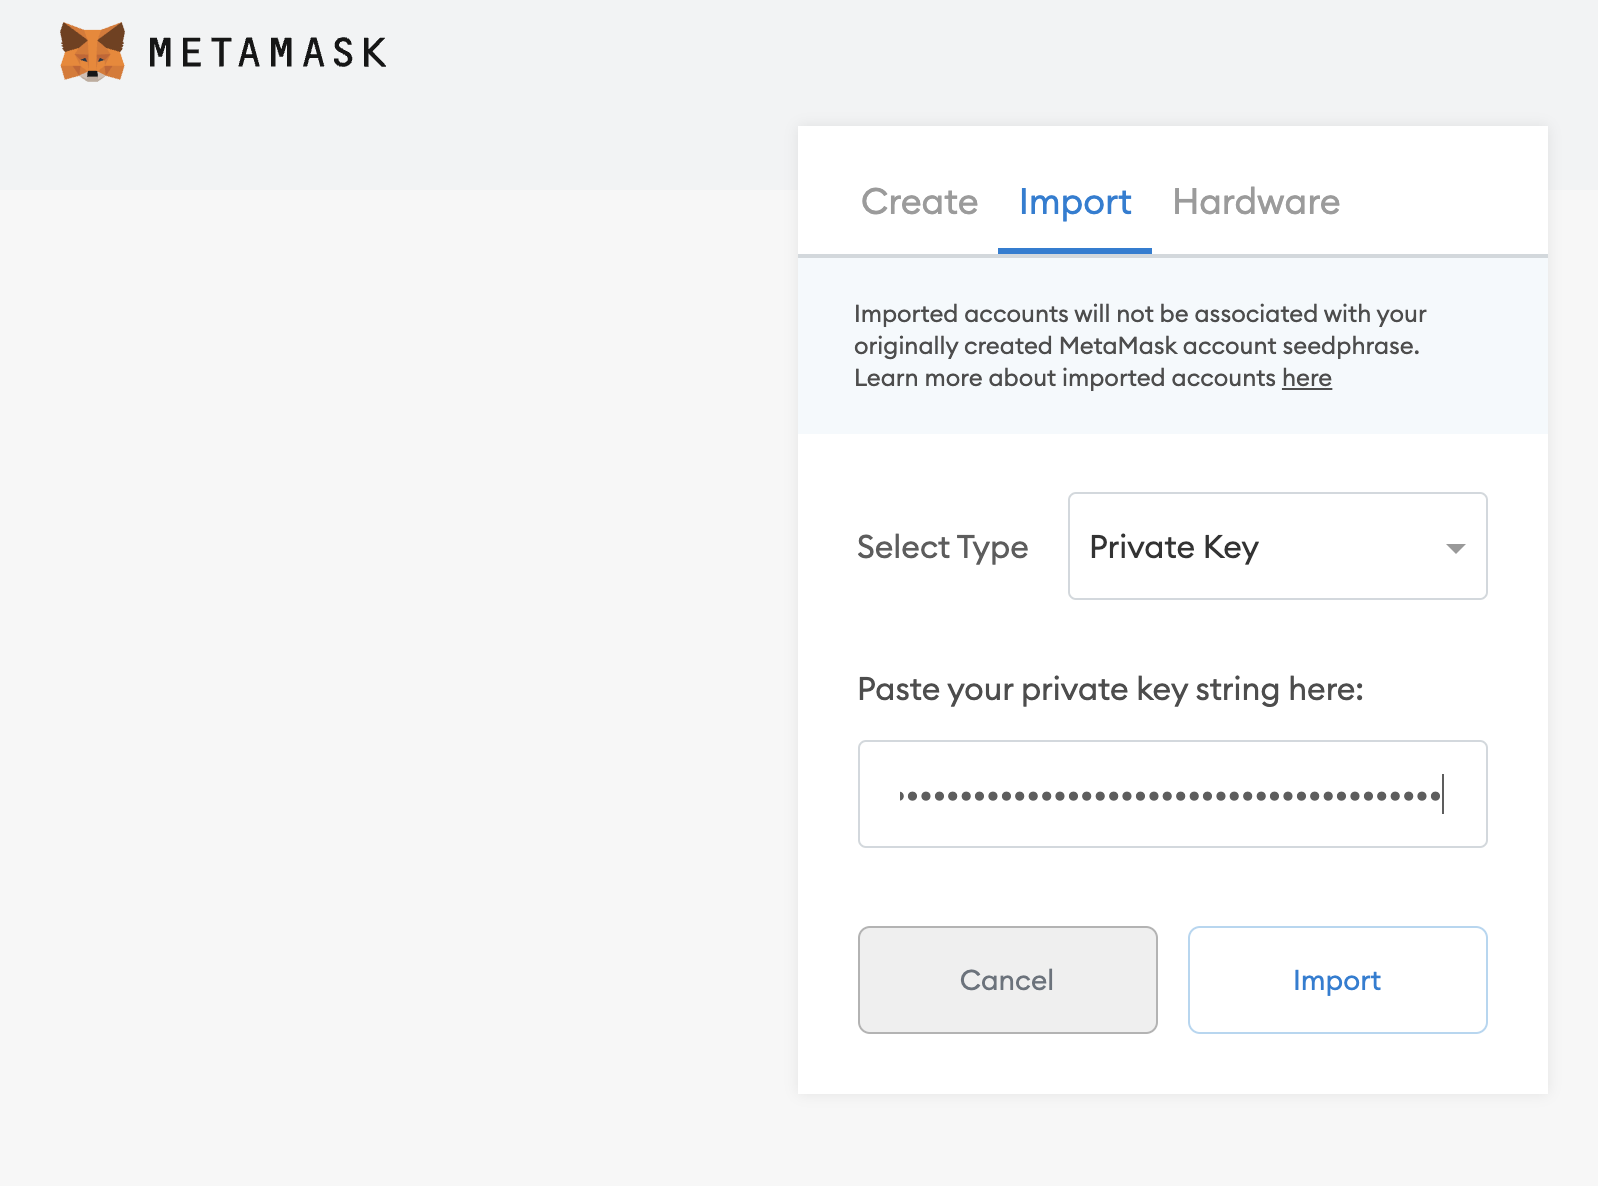 METAMASK
Create Import Hardware
Imported accounts will not be associated with your
originally created MetaMask account seedphrase.
Learn more about imported accounts here
Select Type Private Key
Paste your private key string here:
Cancel Import